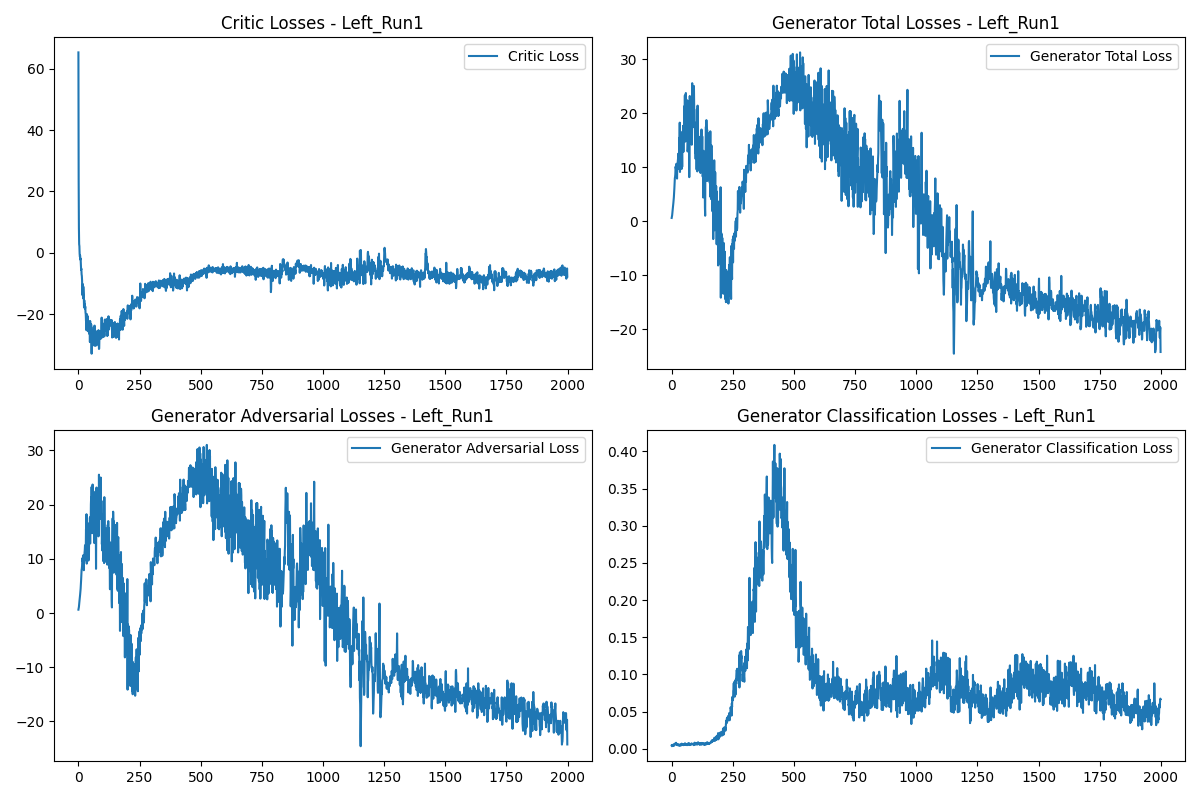 Critic Losses - Left_Run1
Critic Loss
60
40
20
0
−20
0 250 500 750 1000 1250 1500 1750 2000
Generator Total Losses - Left_Run1
Generator Total Loss
30
20
10
0
−10
−20
0 250 500 750 1000 1250 1500 1750 2000
Generator Adversarial Losses - Left_Run1
Generator Adversarial Loss
30
20
10
0
−10
−20
0 250 500 750 1000 1250 1500 1750 2000
Generator Classification Losses - Left_Run1
Generator Classification Loss
0.40
0.35
0.30
0.25
0.20
0.15
0.10
0.05
0.00
0 250 500 750 1000 1250 1500 1750 2000